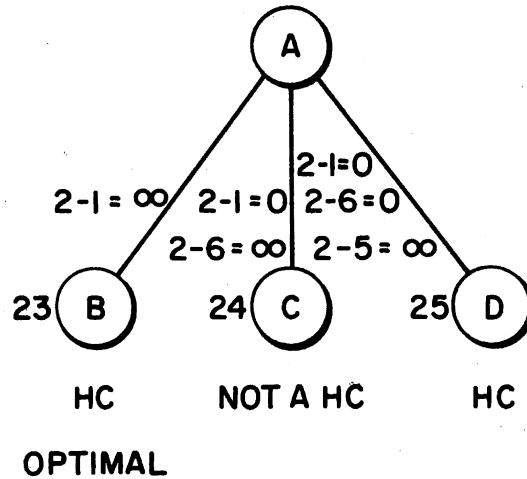 A
2-1=0
2-1=∞ 2-1=0 2-6=0
2-6=∞ 2-5=∞
23 B 24 C 25 D
HC NOT A HC HC
OPTIMAL